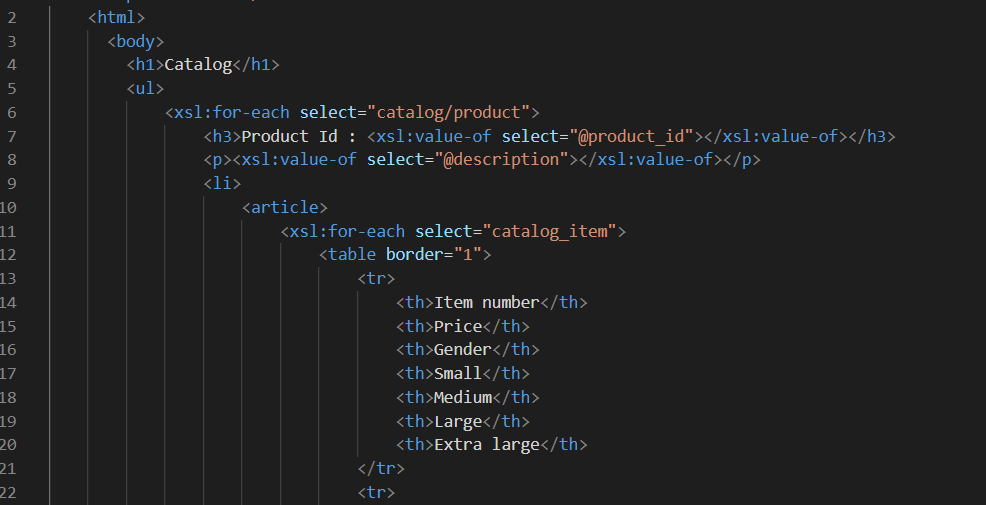 2 <html>
3 <body>
4 <h1>Catalog</h1>
5 <ul>
6 <xsl:for-each select="catalog/product">
7 <h3>Product Id : <xsl:value-of select="@product_id"></xsl:value-of></h3>
8 <p><xsl:value-of select="@description"></xsl:value-of></p>
9 <li>
10 <article>
11 <xsl:for-each select="catalog_item">
12 <table border="1">
13 <tr>
14 <th>Item number</th>
15 <th>Price</th>
16 <th>Gender</th>
17 <th>Small</th>
18 <th>Medium</th>
19 <th>Large</th>
20 <th>Extra large</th>
21 </tr>
22 <tr>